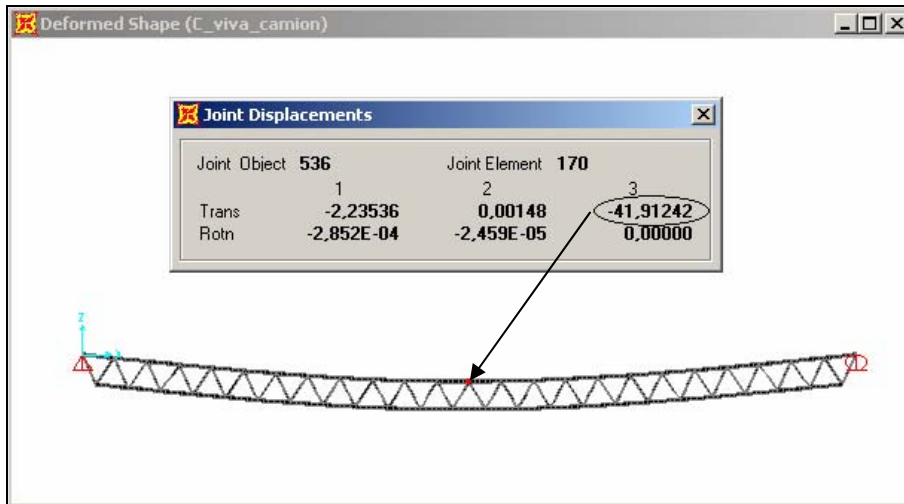 Deformed Shape (C_viva_camion)
Joint Displacements
Joint Object 536 Joint Element 170
1 2 3
Trans -2,23536 0,00148 -41,91242
Rotn -2,852E-04 -2,459E-05 0,00000
Z